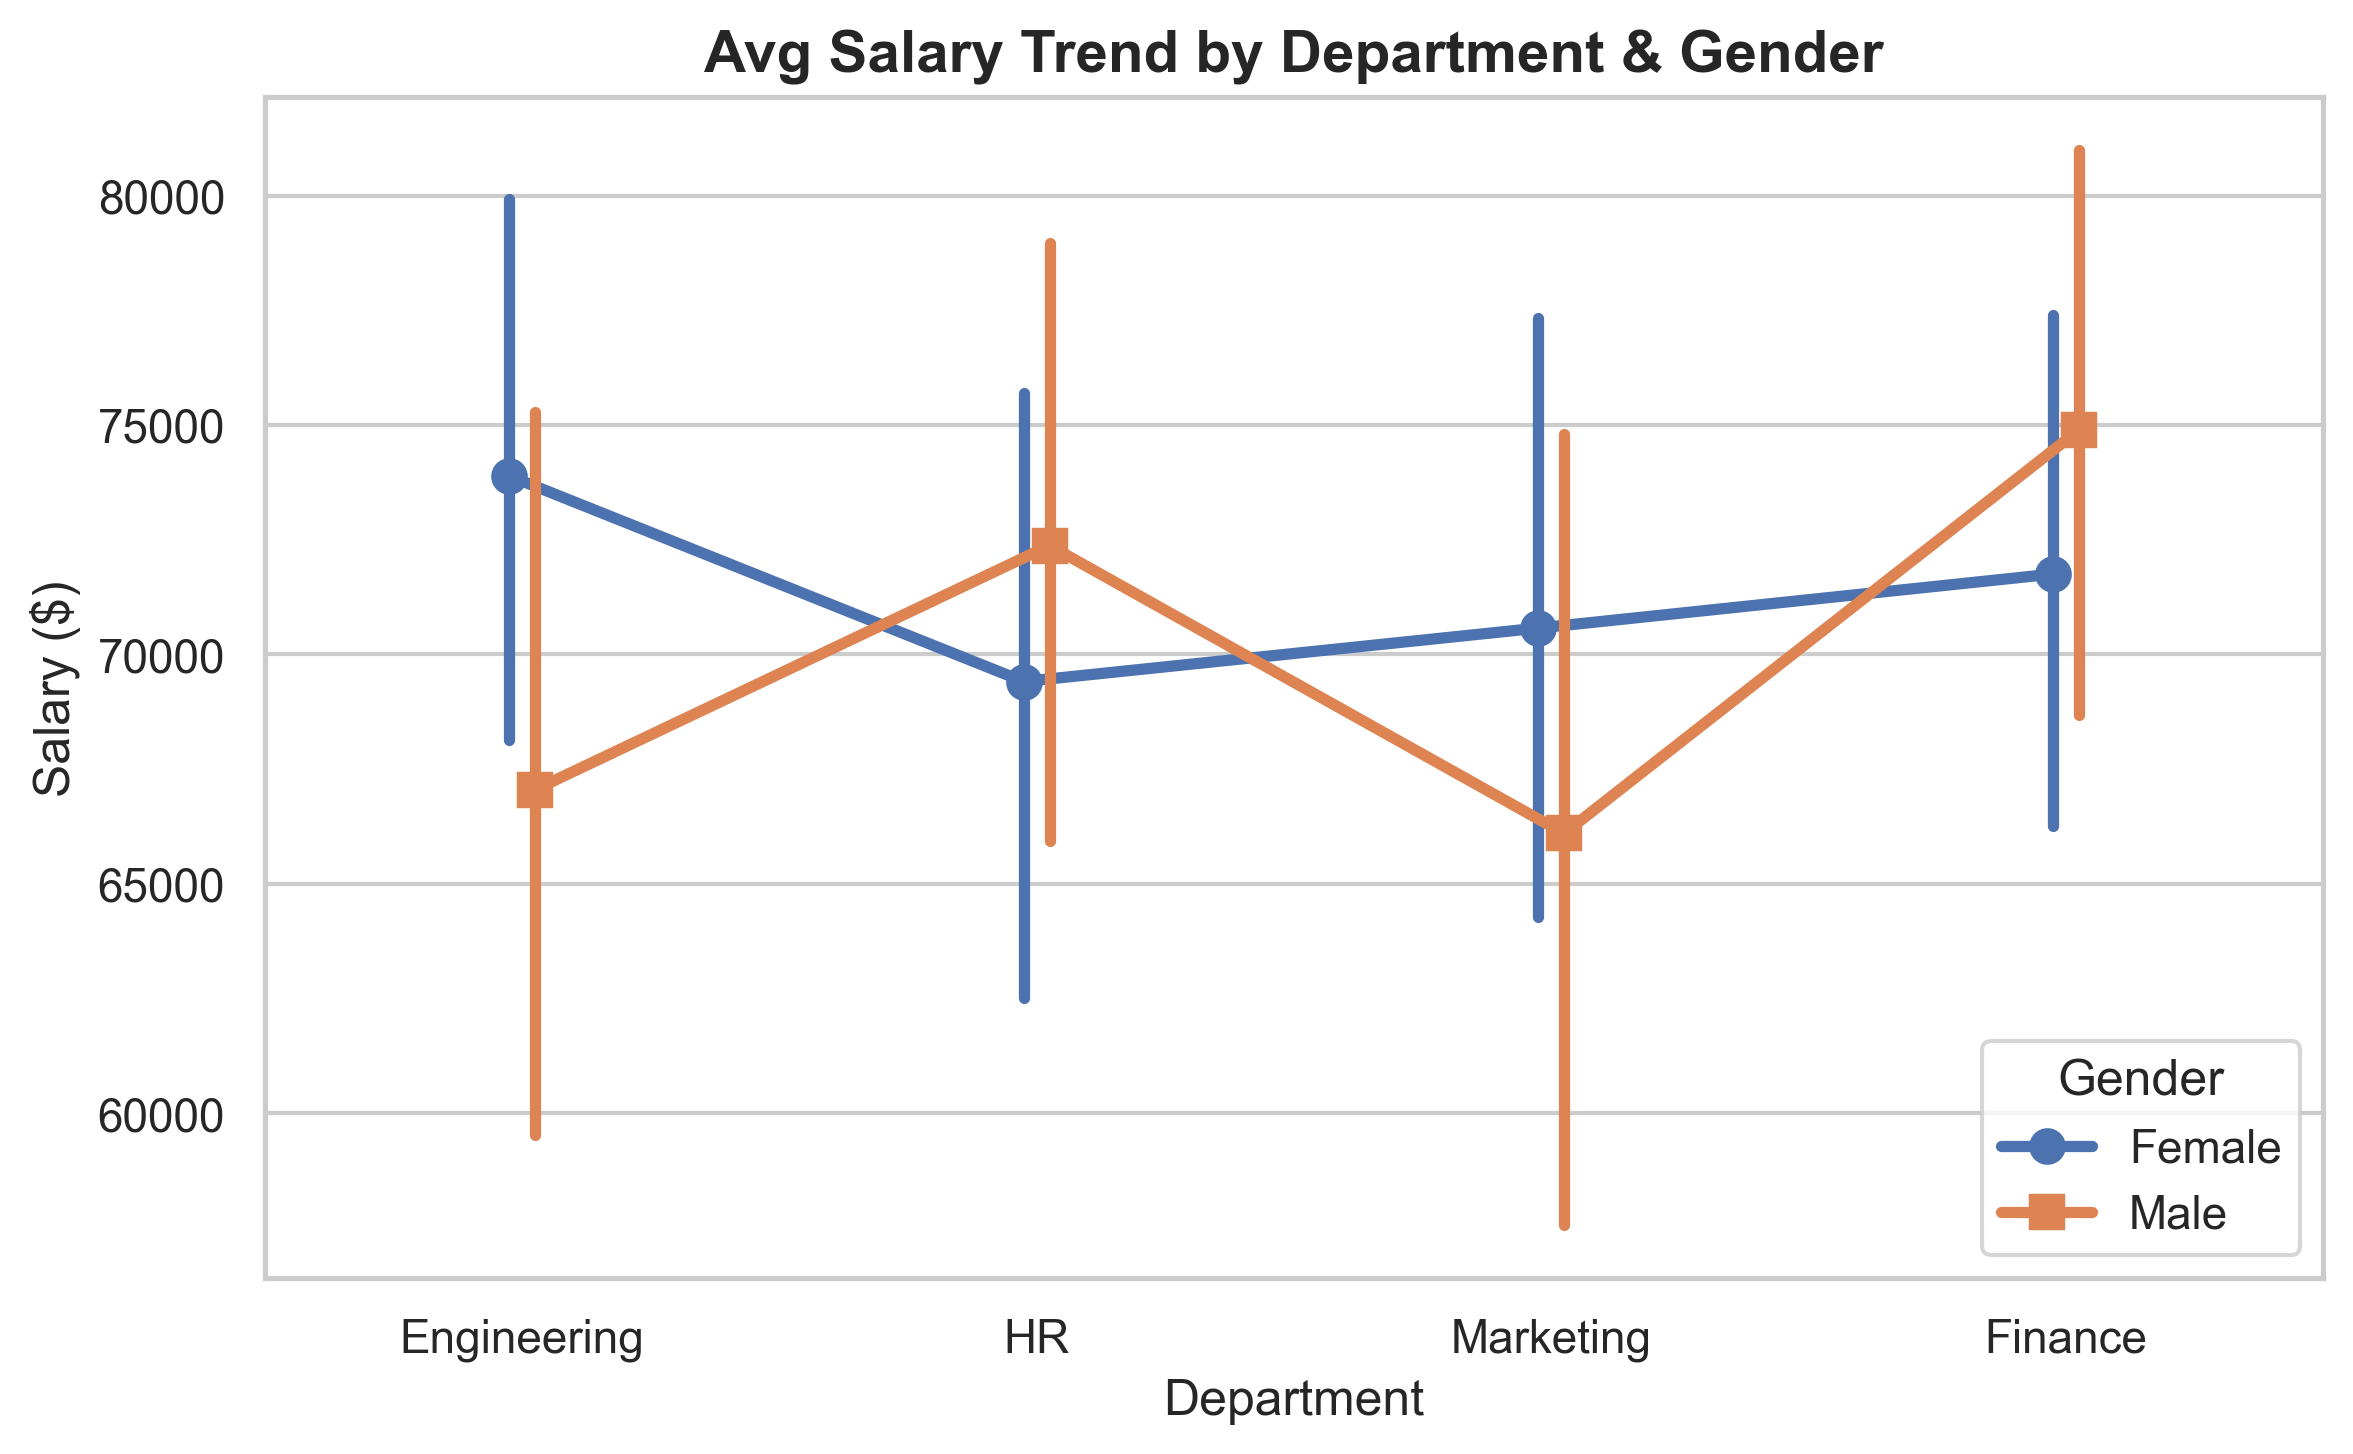 Avg Salary Trend by Department & Gender
Salary ($)
80000
75000
70000
65000
60000
Engineering
HR
Marketing
Finance
Department
Gender
Female
Male